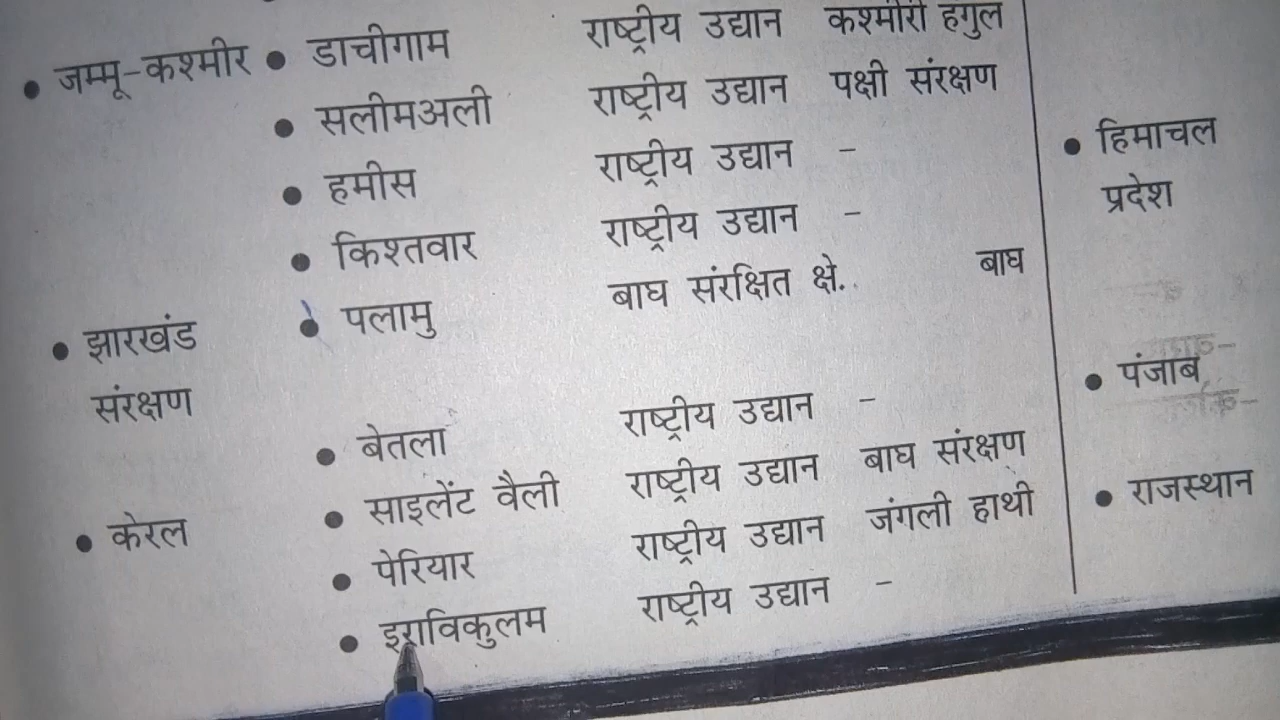 • जम्मू-कश्मीर • डाचीगाम राष्ट्रीय उद्यान कश्मीरी हगुल
• सलीमअली राष्ट्रीय उद्यान पक्षी संरक्षण
• हमीस राष्ट्रीय उद्यान -
• किश्तवार राष्ट्रीय उद्यान -
• झारखंड • पलामु बाघ संरक्षित क्षे. बाघ
संरक्षण
• बेतला राष्ट्रीय उद्यान -
• केरल • साइलेंट वैली राष्ट्रीय उद्यान बाघ संरक्षण
• पेरियार राष्ट्रीय उद्यान जंगली हाथी
• इराविकुलम राष्ट्रीय उद्यान -
• हिमाचल
प्रदेश
• पंजाब
• राजस्थान